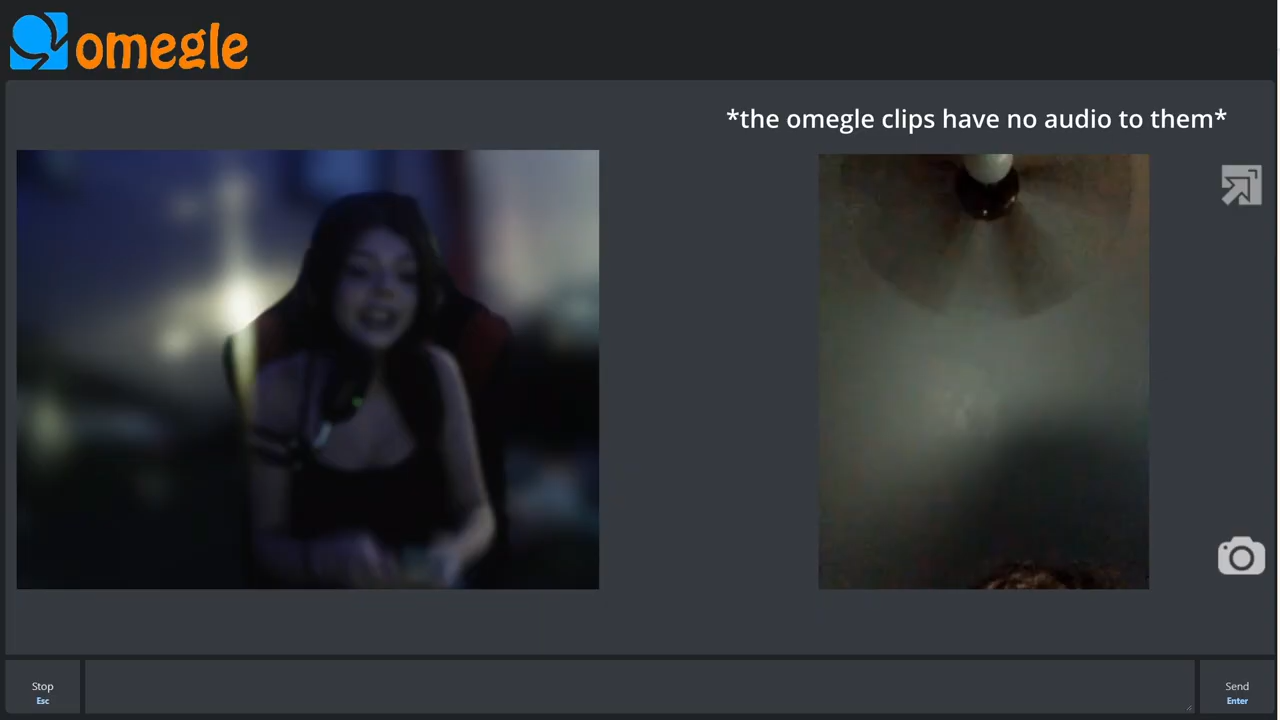 omegle
*the omegle clips have no audio to them*
Stop
Esc
Send
Enter